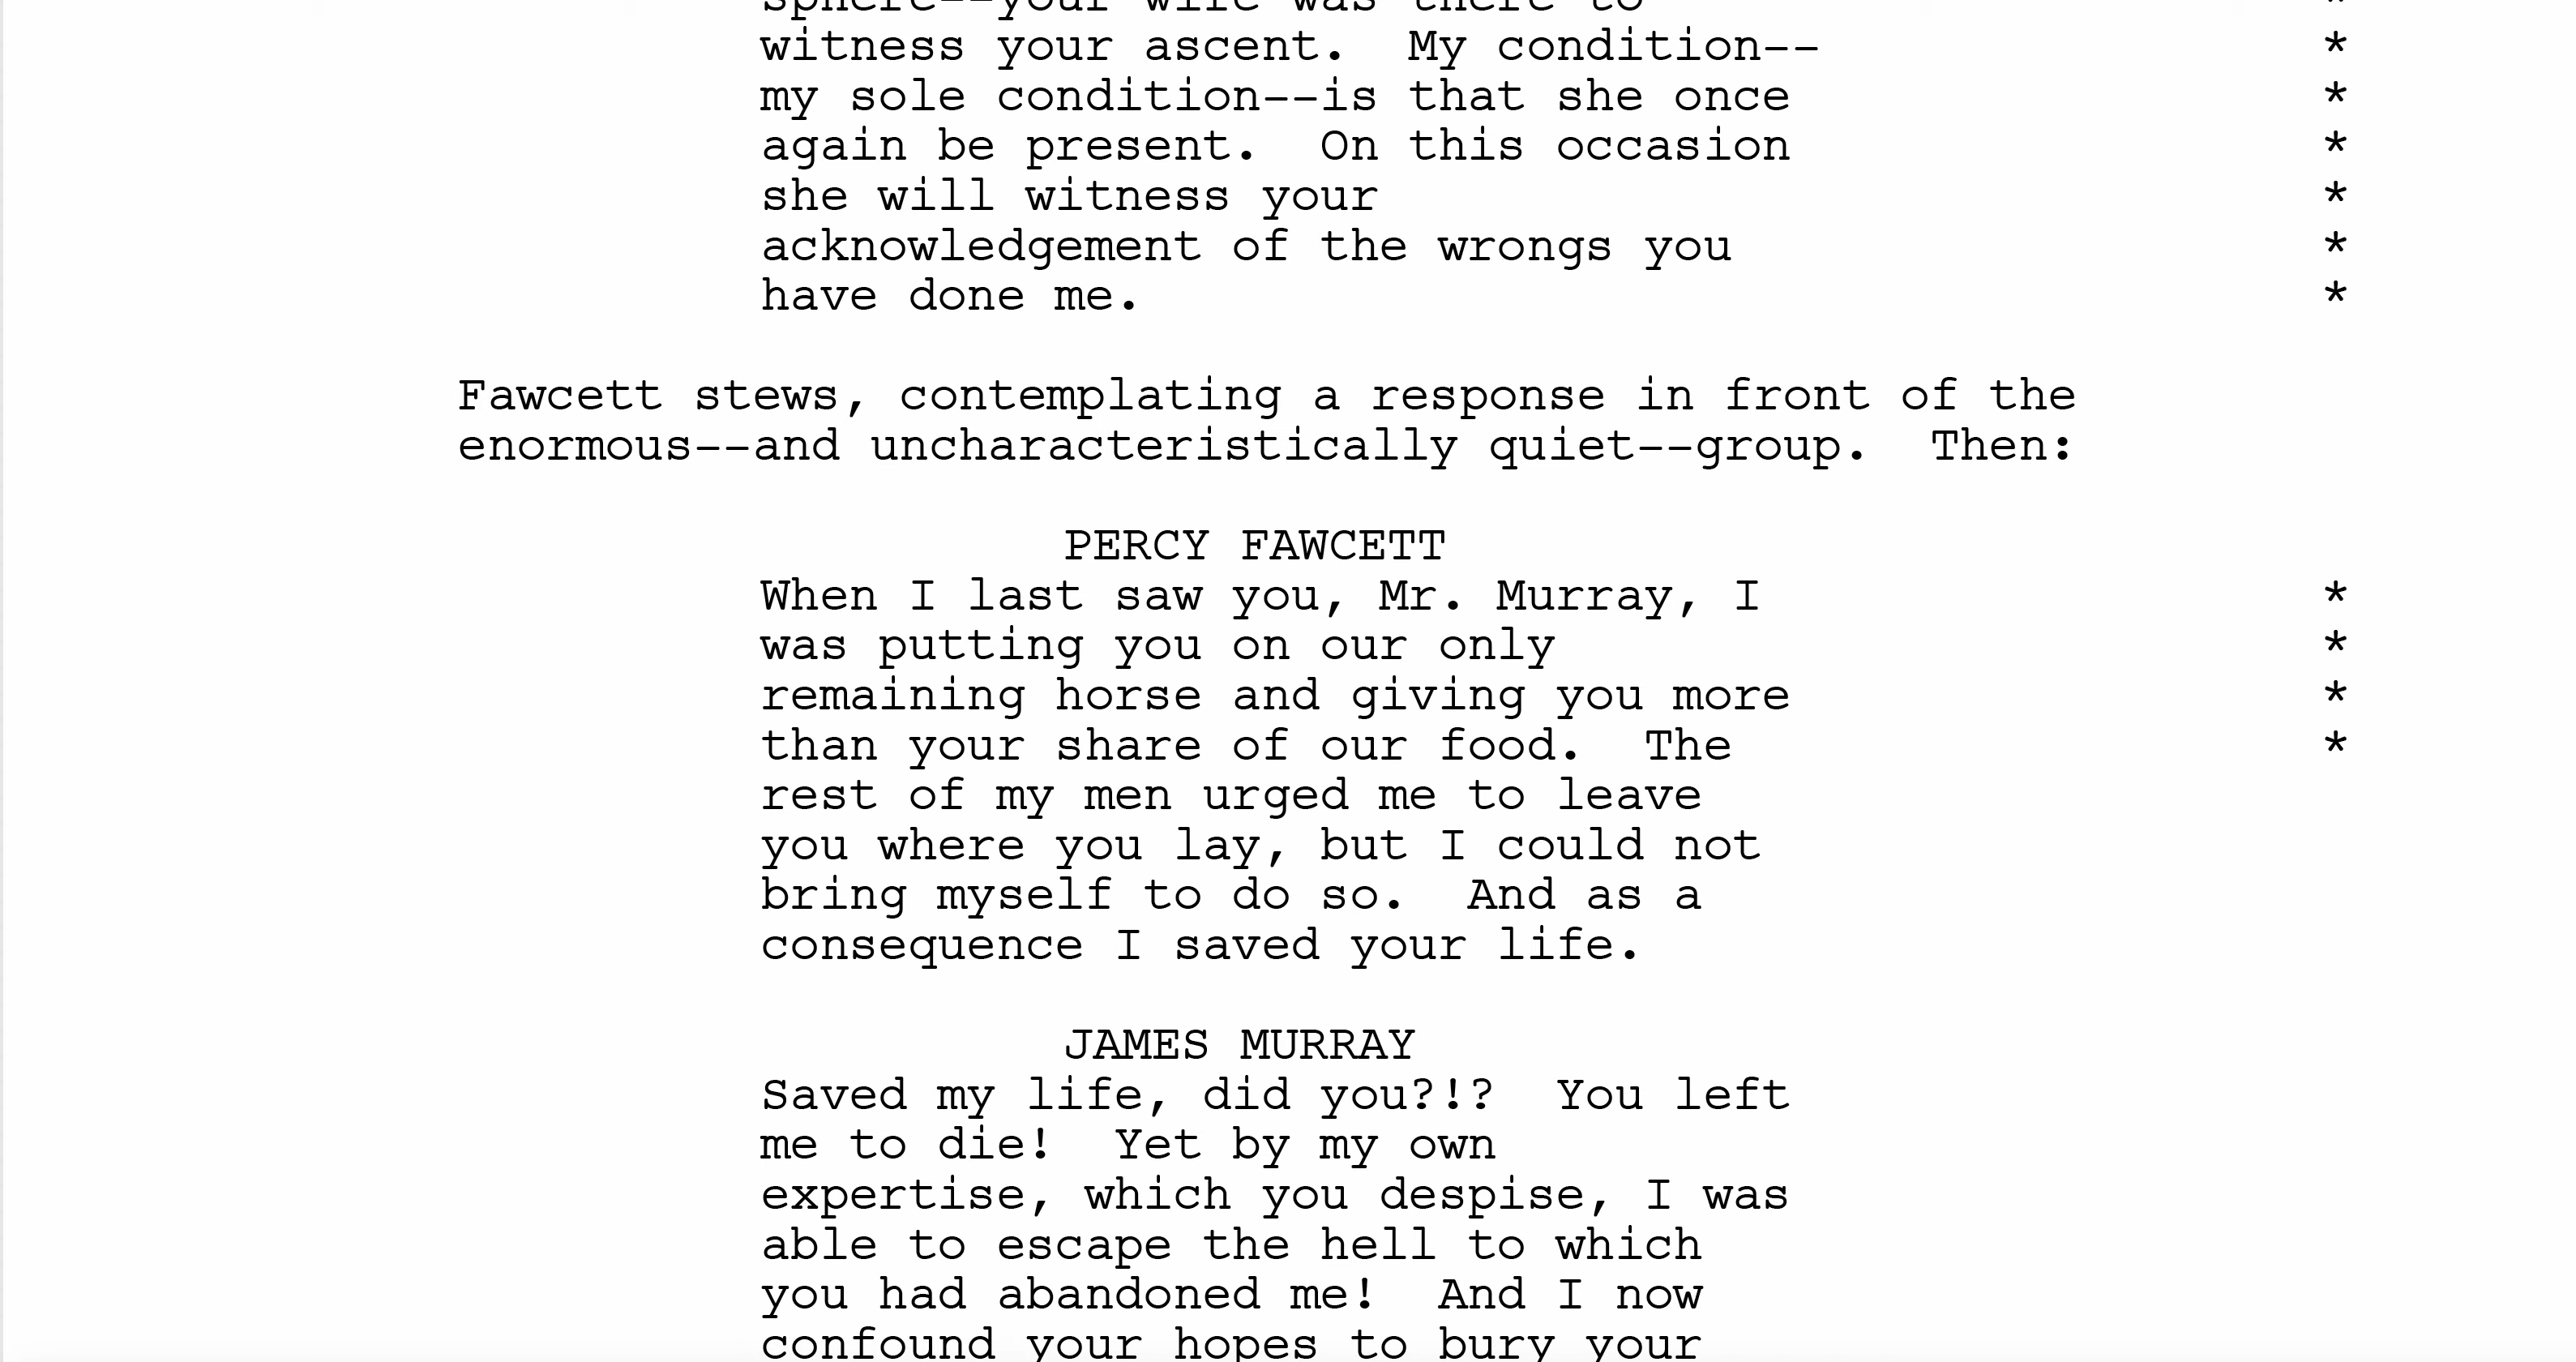 sphere--your wife was there to *
witness your ascent.  My condition-- *
my sole condition--is that she once *
again be present.  On this occasion *
she will witness your *
acknowledgement of the wrongs you *
have done me. *
Fawcett stews, contemplating a response in front of the
enormous--and uncharacteristically quiet--group.  Then:
PERCY FAWCETT
When I last saw you, Mr. Murray, I *
was putting you on our only *
remaining horse and giving you more *
than your share of our food.  The *
rest of my men urged me to leave
you where you lay, but I could not
bring myself to do so.  And as a
consequence I saved your life.
JAMES MURRAY
Saved my life, did you?!?  You left
me to die!  Yet by my own
expertise, which you despise, I was
able to escape the hell to which
you had abandoned me!  And I now
confound your hopes to bury your